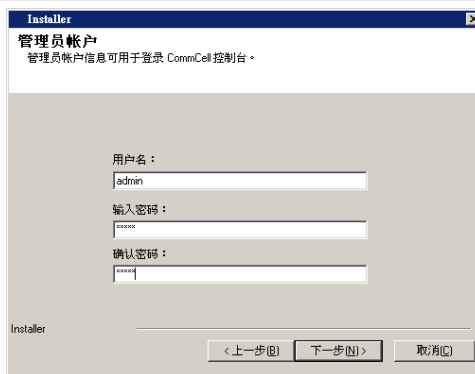 Installer
管理员帐户
管理员帐户信息可用于登录 CommCell 控制台。
用户名：
admin
输入密码：
*****
确认密码：
*****
Installer
<上一步(B) 下一步(N)> 取消(C)